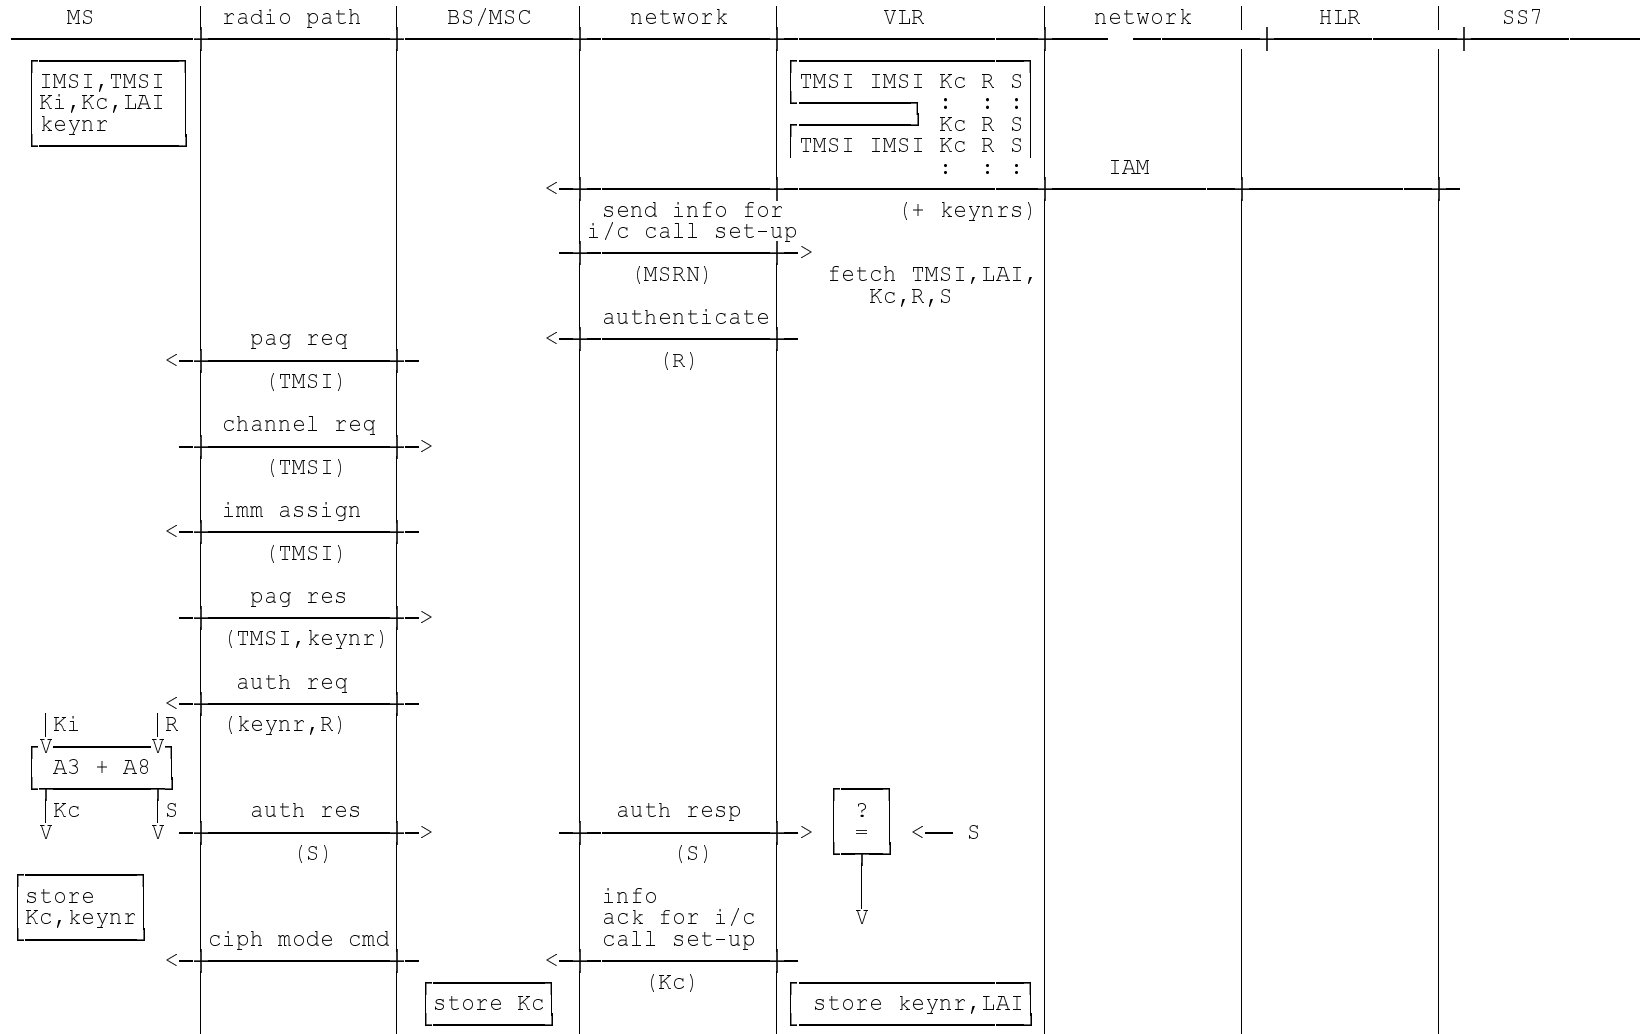 MS radio path BS/MSC network VLR network HLR SS7
IMSI,TMSI
Ki,Kc,LAI
keynr
TMSI IMSI Kc R S
: : :
Kc R S
TMSI IMSI Kc R S
: : :
IAM
send info for
i/c call set-up
(+ keynrs)
(MSRN)
fetch TMSI,LAI,
Kc,R,S
authenticate
(R)
pag req
(TMSI)
channel req
(TMSI)
imm assign
(TMSI)
pag res
(TMSI,keynr)
auth req
(keynr,R)
Ki R
V V
A3 + A8
Kc S
V V
auth res
(S)
auth resp
(S)
?
=
S
V
store
Kc,keynr
info
ack for i/c
call set-up
ciph mode cmd
(Kc)
store Kc
store keynr,LAI